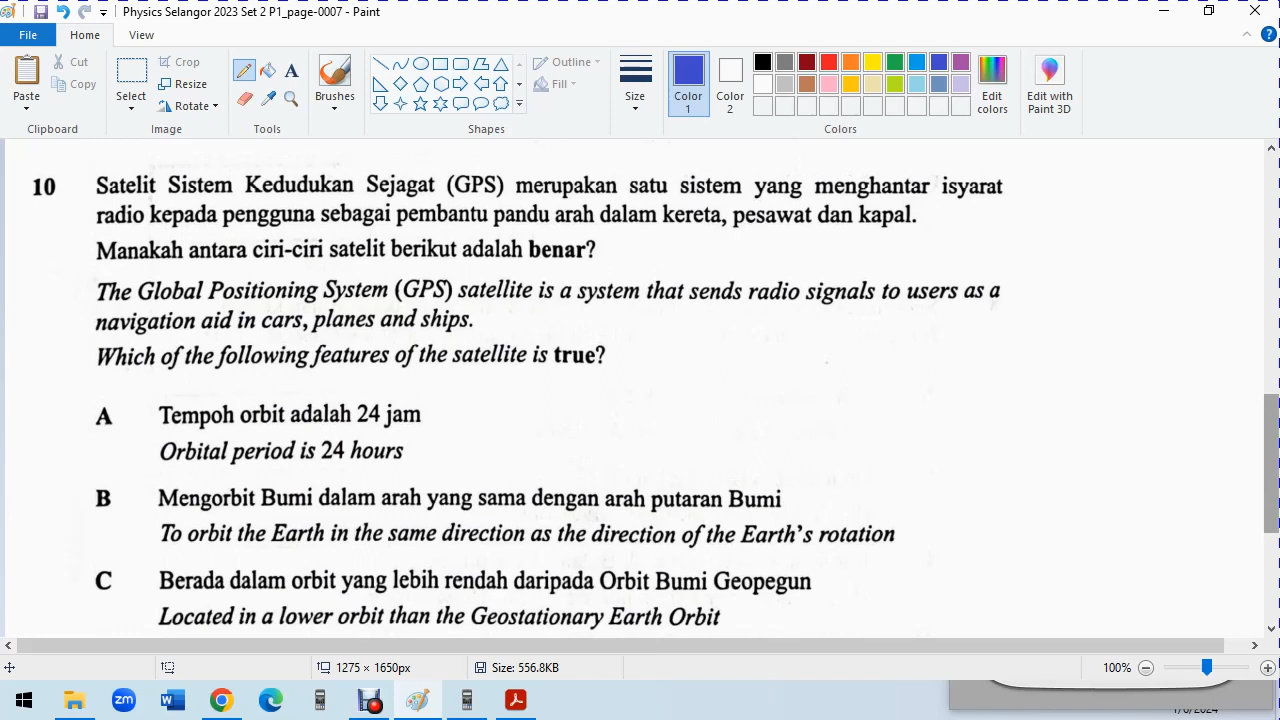 Physics Selangor 2023 Set 2 P1_page-0007 - Paint
File Home View
Paste Cut Copy Clipboard
Select Crop Resize Rotate Image
Tools
Brushes
Outline Fill Shapes
Size
Color 1 Color 2 Edit colors Colors
Edit with Paint 3D
10 Satelit Sistem Kedudukan Sejagat (GPS) merupakan satu sistem yang menghantar isyarat
radio kepada pengguna sebagai pembantu pandu arah dalam kereta, pesawat dan kapal.
Manakah antara ciri-ciri satelit berikut adalah benar?
The Global Positioning System (GPS) satellite is a system that sends radio signals to users as a
navigation aid in cars, planes and ships.
Which of the following features of the satellite is true?
A Tempoh orbit adalah 24 jam
Orbital period is 24 hours
B Mengorbit Bumi dalam arah yang sama dengan arah putaran Bumi
To orbit the Earth in the same direction as the direction of the Earth's rotation
C Berada dalam orbit yang lebih rendah daripada Orbit Bumi Geopegun
Located in a lower orbit than the Geostationary Earth Orbit
1275 × 1650px Size: 556.8KB 100%
zm